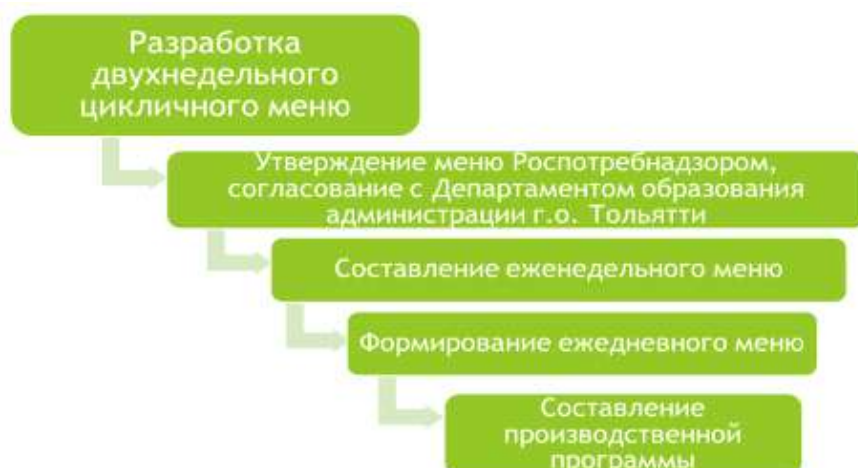 Разработка
двухнедельного
цикличного меню
Утверждение меню Роспотребнадзором,
согласование с Департаментом образования
администрации г.о. Тольятти
Составление еженедельного меню
Формирование ежедневного меню
Составление
производственной
программы